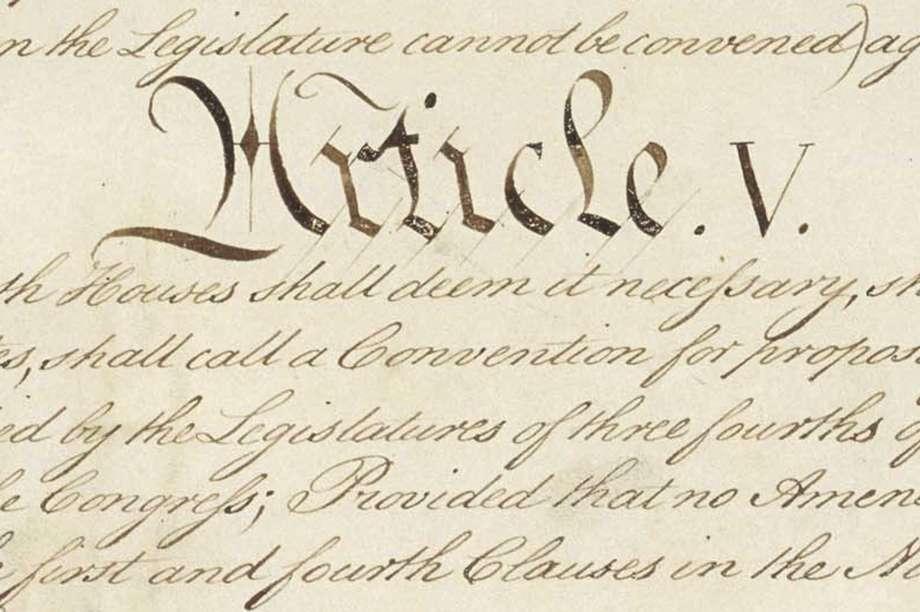 n the Legislature cannot be convened) ag
Article. V.
th Houses shall deem it necessary, sh
es, shall call a Convention for propos
ed by the Legislatures of three fourths o
e Congress; Provided that no Amen
first and fourth Clauses in the Ni